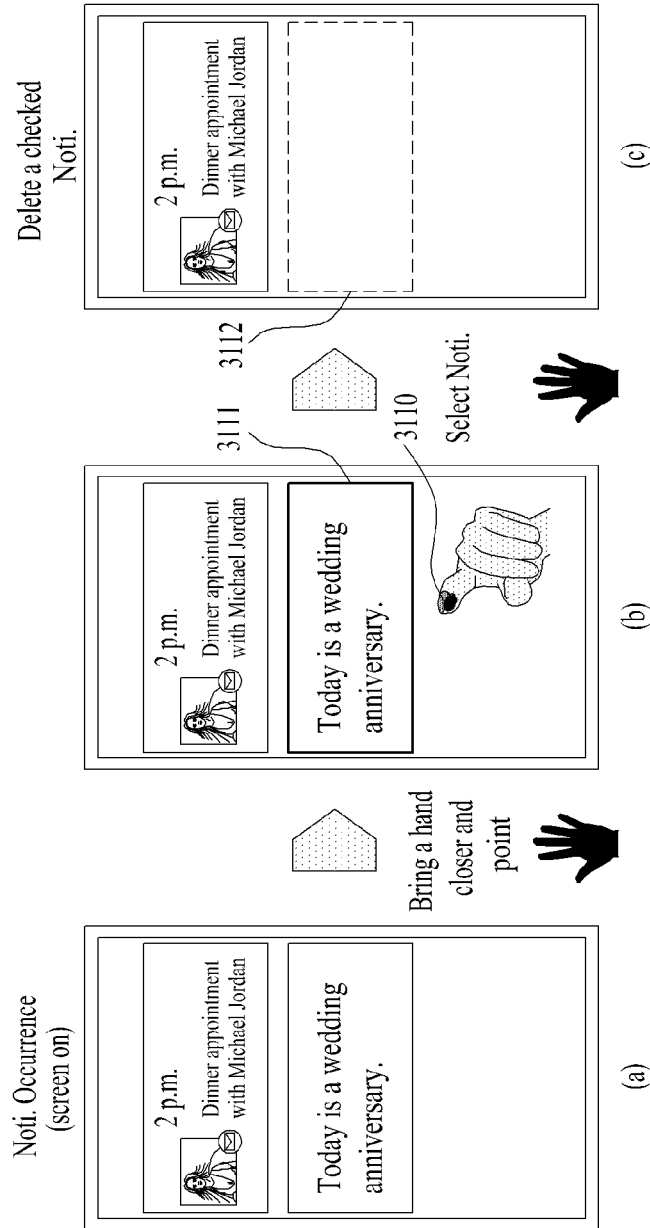 Noti. Occurrence
(screen on)
2 p.m.
Dinner appointment
with Michael Jordan
Today is a wedding
anniversary.
(a)
Bring a hand
closer and
point
2 p.m.
Dinner appointment
with Michael Jordan
Today is a wedding
anniversary.
3111
3110
(b)
Select Noti.
Delete a checked
Noti.
2 p.m.
Dinner appointment
with Michael Jordan
3112
(c)